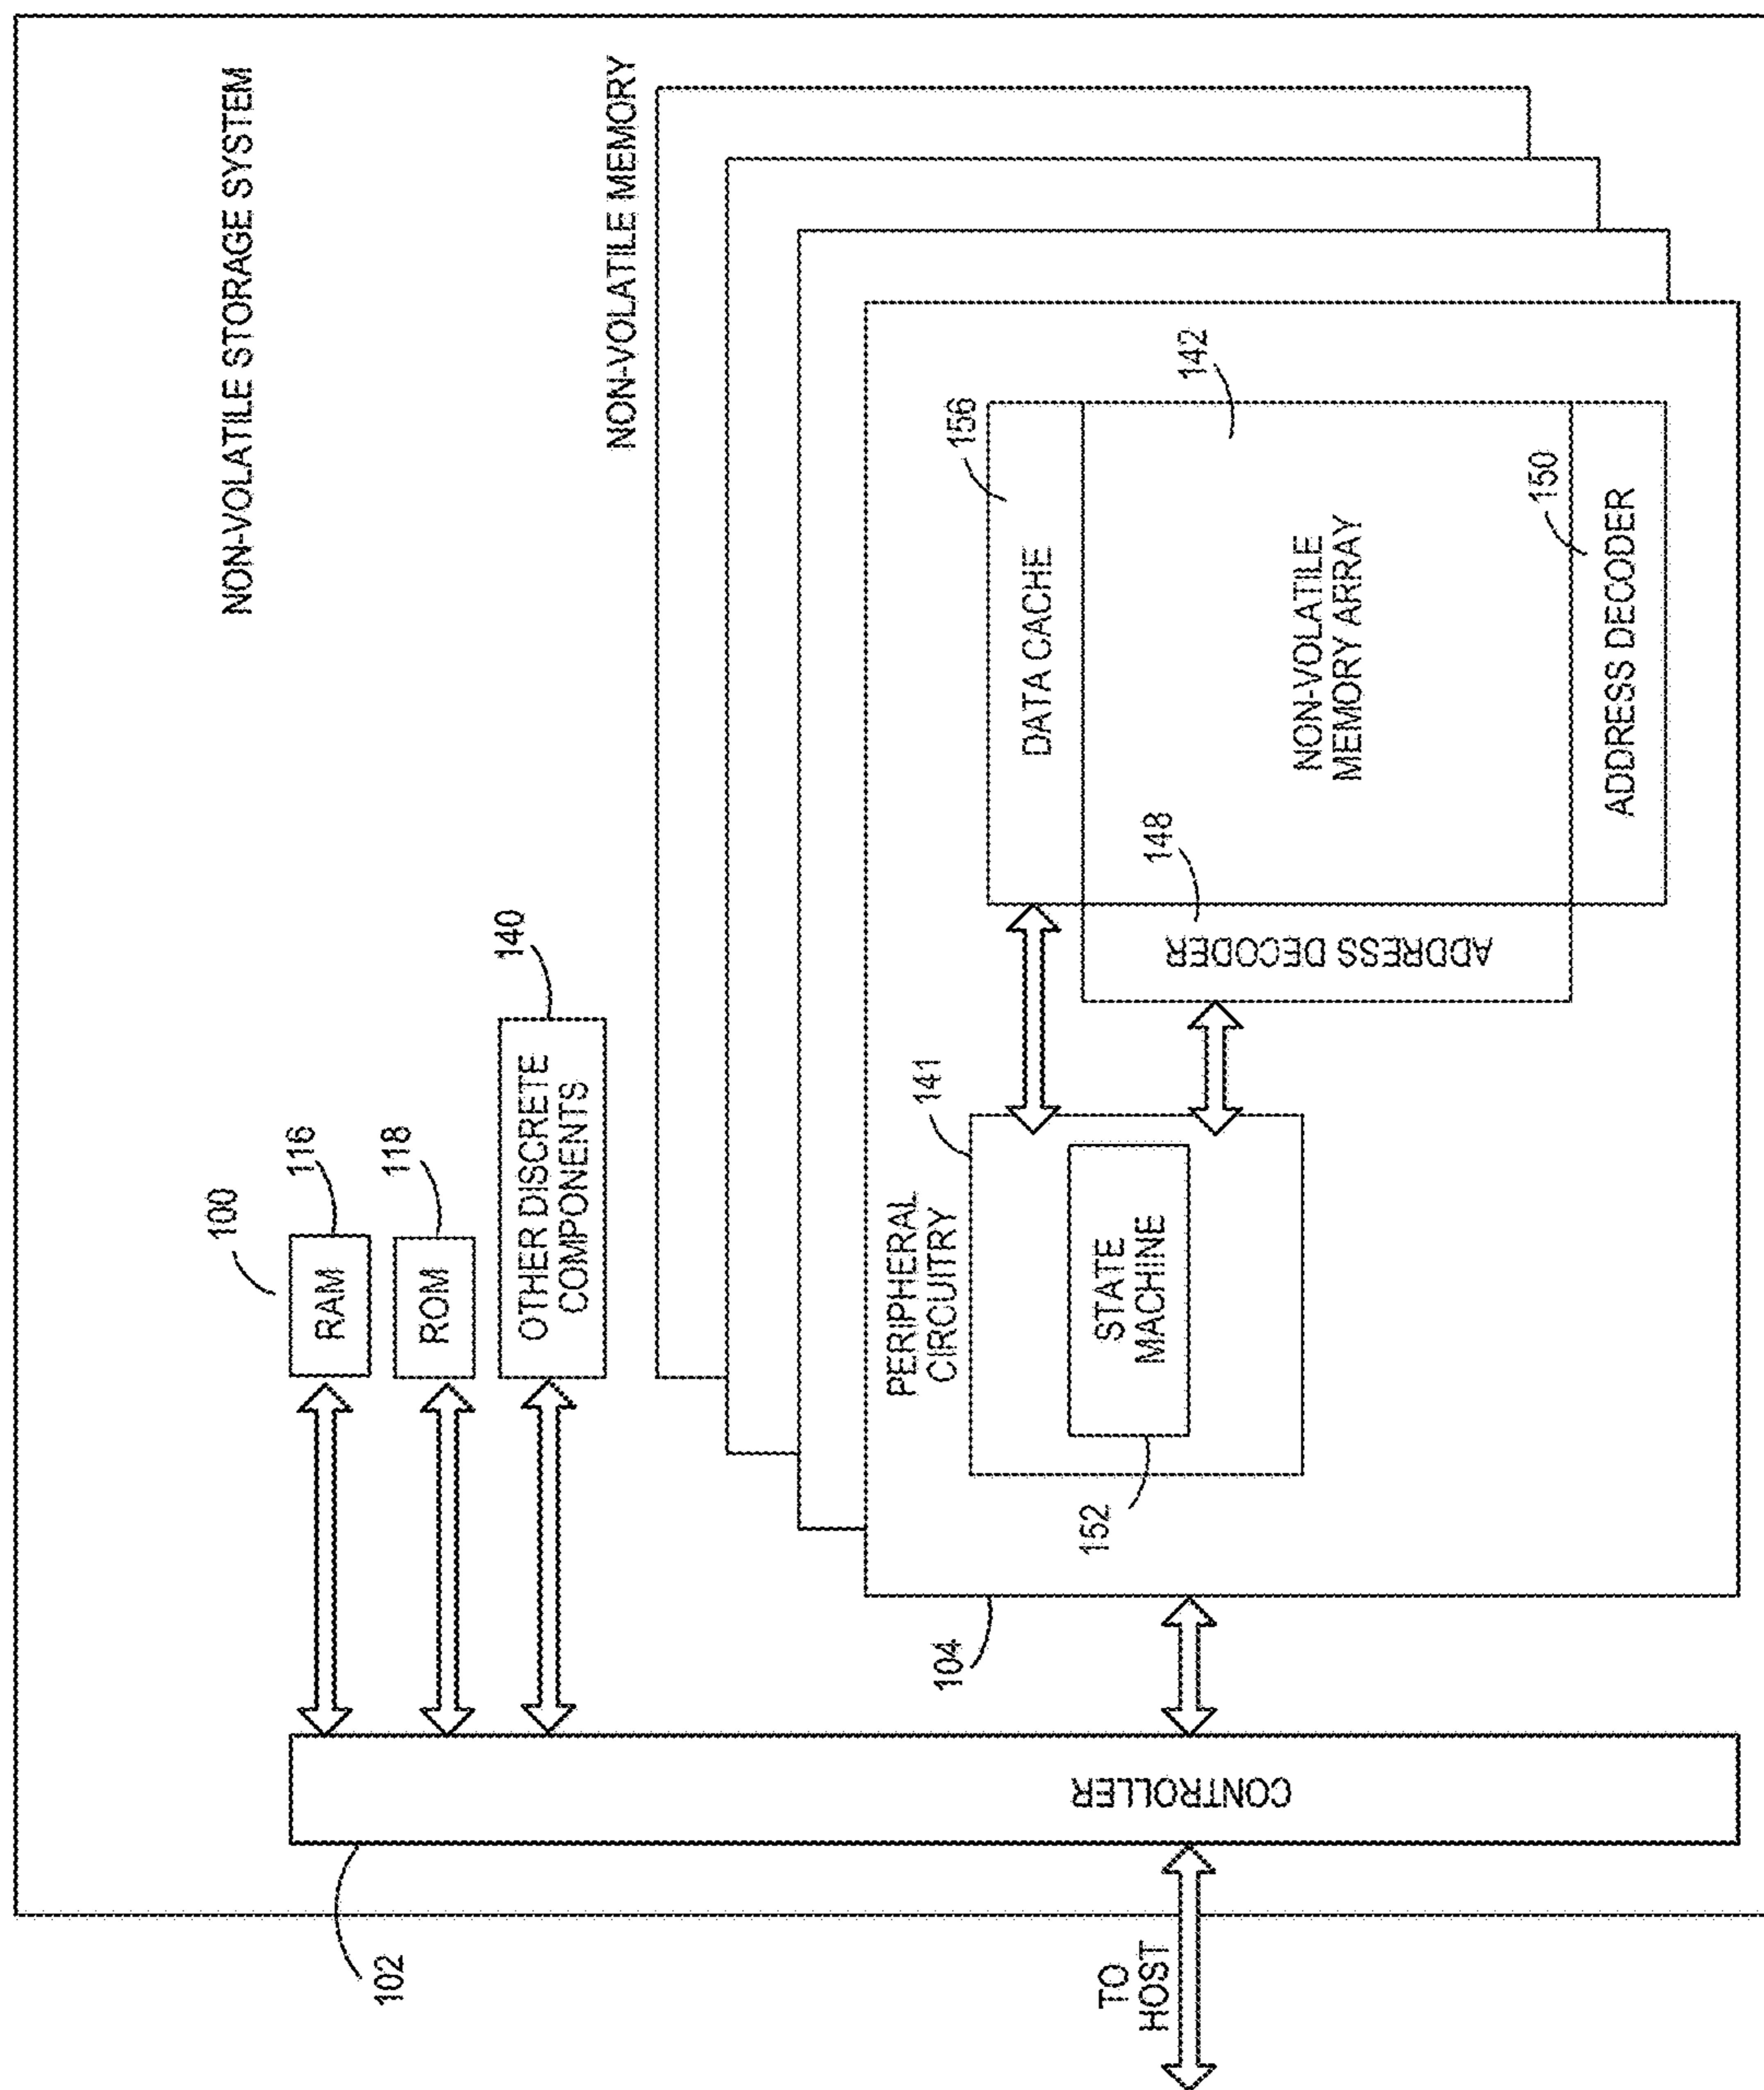 NON-VOLATILE STORAGE SYSTEM
100
RAM
116
ROM
118
OTHER DISCRETE
COMPONENTS
140
NON-VOLATILE MEMORY
102
CONTROLLER
TO
HOST
104
PERIPHERAL
CIRCUITRY
141
STATE
MACHINE
152
DATA CACHE
156
ADDRESS DECODER
148
NON-VOLATILE
MEMORY ARRAY
142
ADDRESS DECODER
150